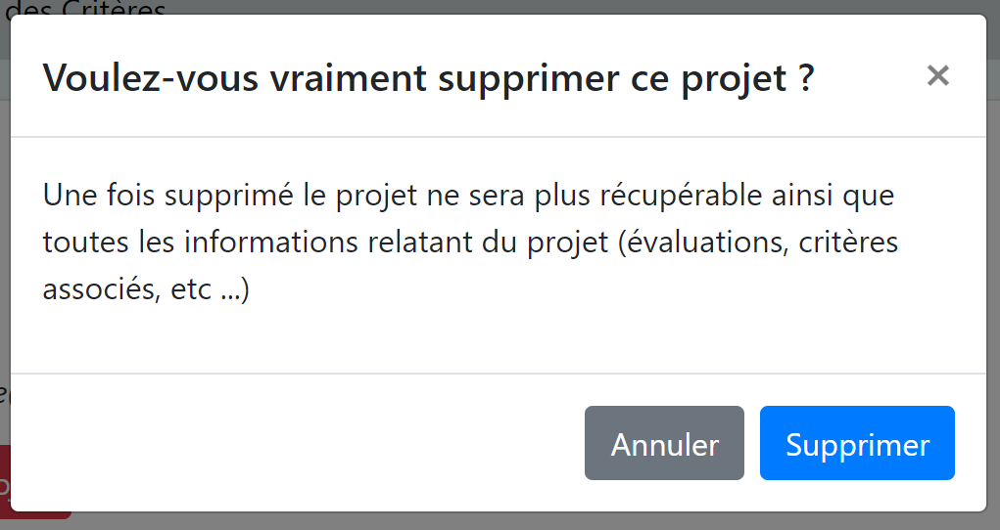 des Critères
Voulez-vous vraiment supprimer ce projet ?
Une fois supprimé le projet ne sera plus récupérable ainsi que
toutes les informations relatant du projet (évaluations, critères
associés, etc ...)
Annuler
Supprimer